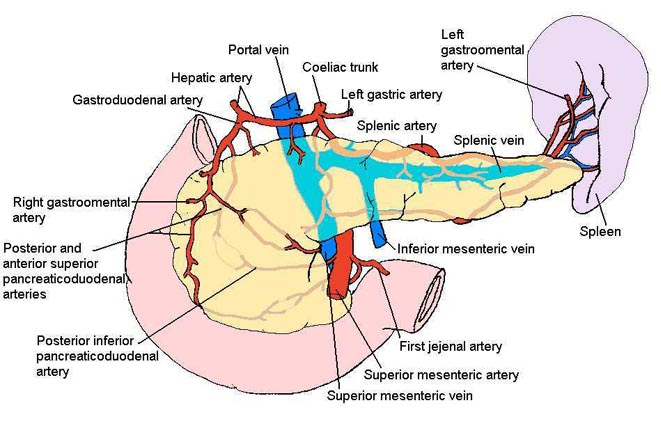 Left
gastroomental
artery
Portal vein
Coeliac trunk
Hepatic artery
Gastroduodenal artery
Left gastric artery
Splenic artery
Splenic vein
Right gastroomental
artery
Spleen
Inferior mesenteric vein
Posterior and
anterior superior
pancreaticoduodenal
arteries
Posterior inferior
pancreaticoduodenal
artery
First jejenal artery
Superior mesenteric artery
Superior mesenteric vein